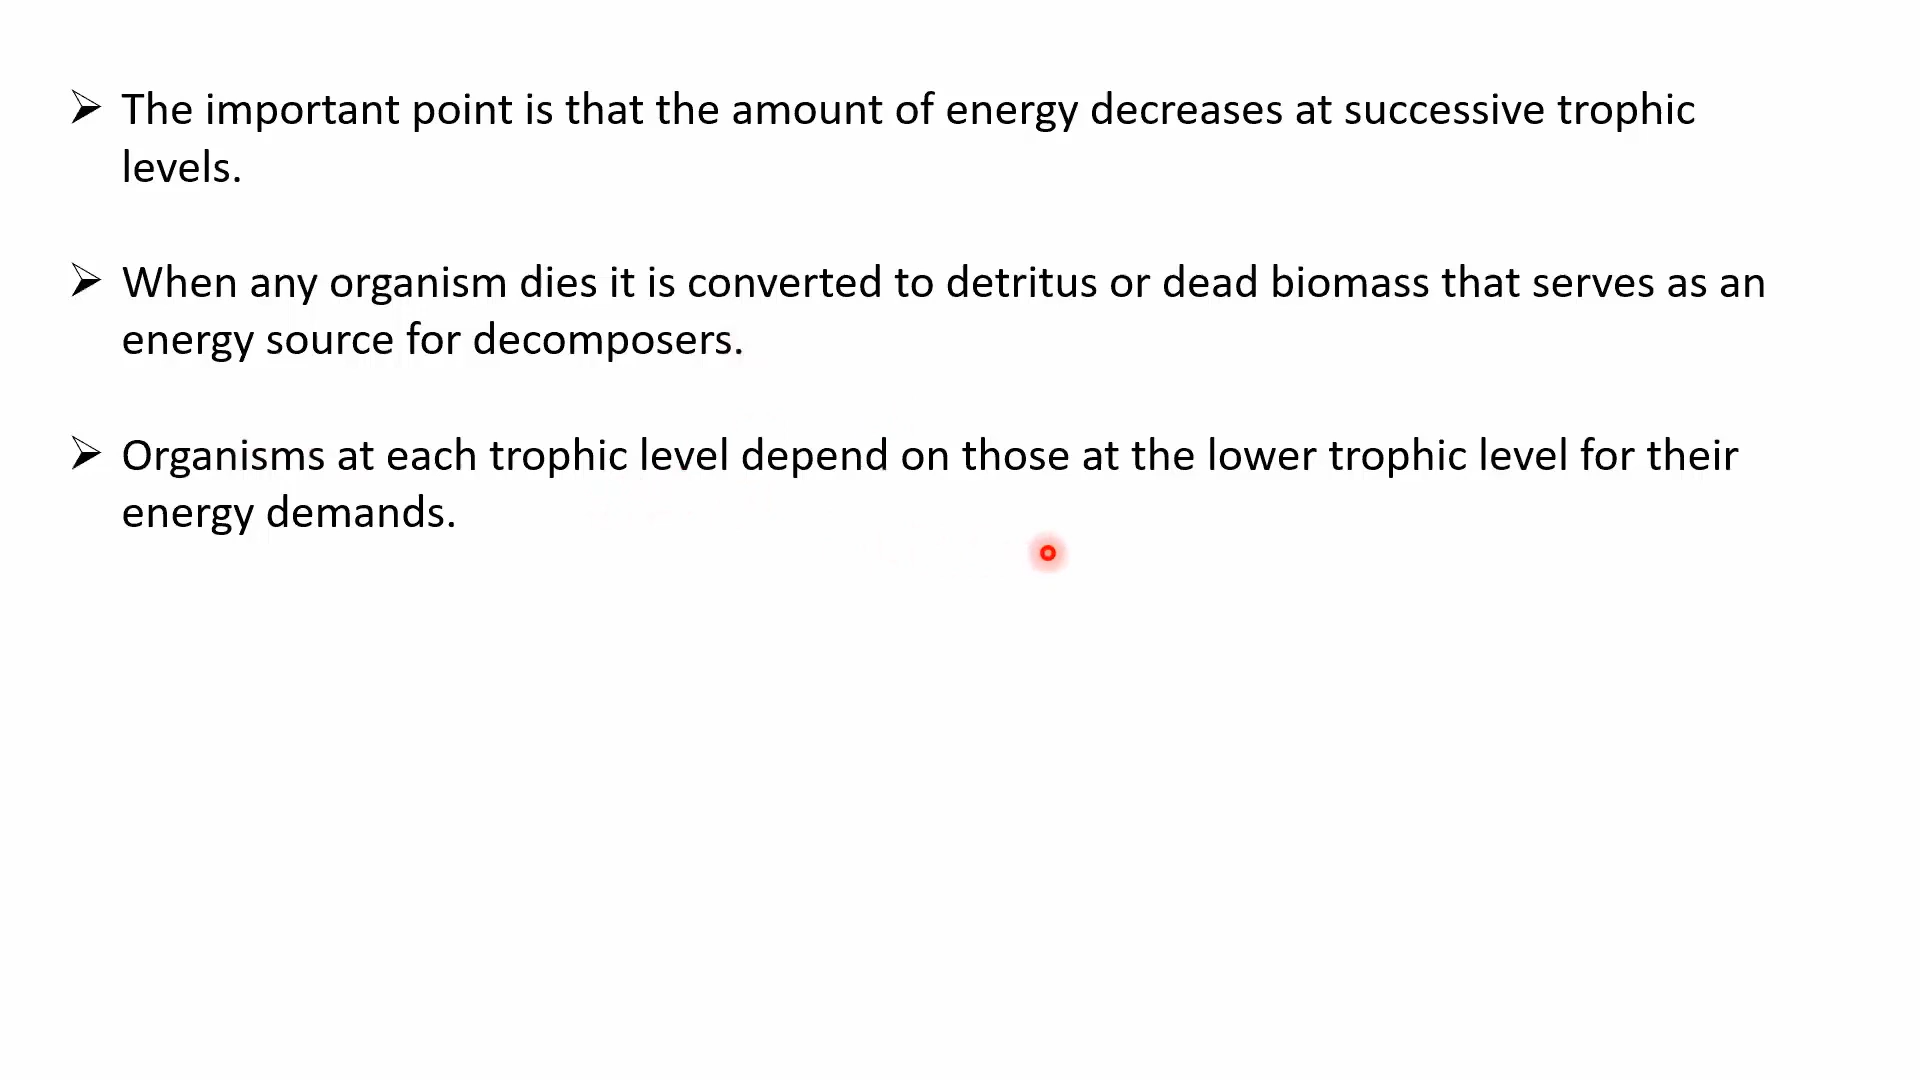 ➢ The important point is that the amount of energy decreases at successive trophic
levels.
➢ When any organism dies it is converted to detritus or dead biomass that serves as an
energy source for decomposers.
➢ Organisms at each trophic level depend on those at the lower trophic level for their
energy demands.